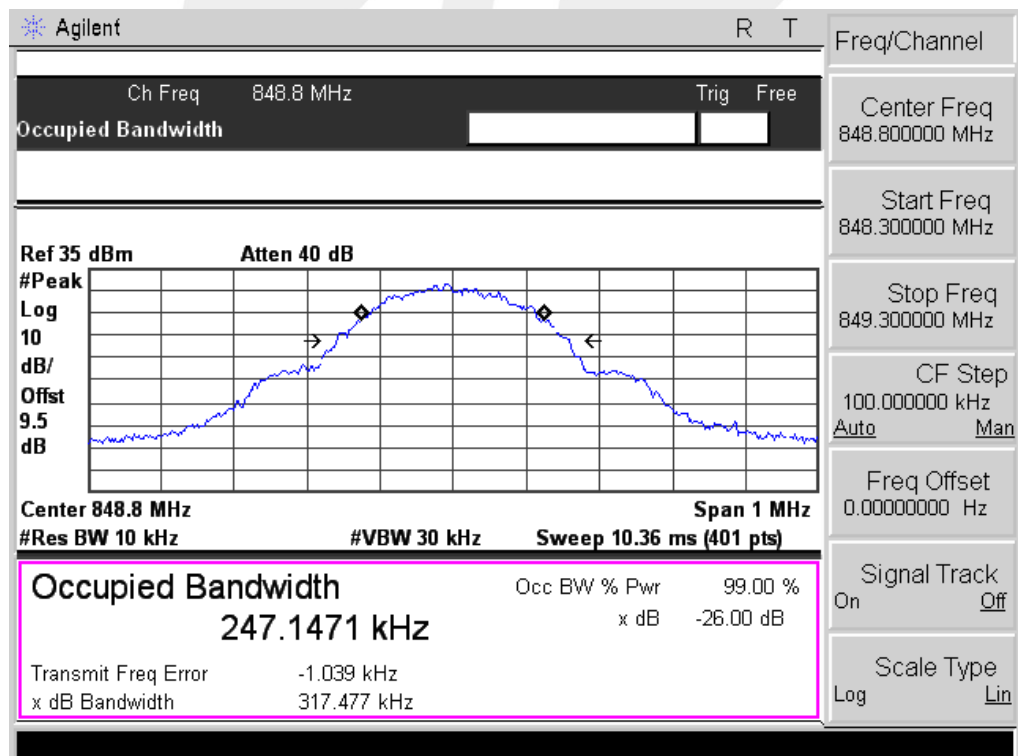 Agilent R T
Ch Freq 848.8 MHz Trig Free
Occupied Bandwidth
Ref 35 dBm Atten 40 dB
#Peak
Log
10
dB/
Offst
9.5
dB
Center 848.8 MHz Span 1 MHz
#Res BW 10 kHz #VBW 30 kHz Sweep 10.36 ms (401 pts)
Occupied Bandwidth Occ BW % Pwr 99.00 %
247.1471 kHz x dB -26.00 dB
Transmit Freq Error -1.039 kHz
x dB Bandwidth 317.477 kHz
Freq/Channel
Center Freq
848.800000 MHz
Start Freq
848.300000 MHz
Stop Freq
849.300000 MHz
CF Step
100.000000 kHz
Auto Man
Freq Offset
0.00000000 Hz
Signal Track
On Off
Scale Type
Log Lin